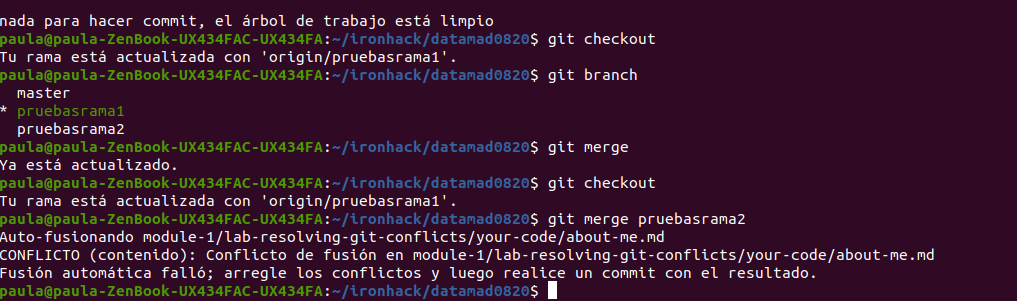 nada para hacer commit, el árbol de trabajo está limpio
paula@paula-ZenBook-UX434FAC-UX434FA:~/ironhack/datamad0820$ git checkout
Tu rama está actualizada con 'origin/pruebasrama1'.
paula@paula-ZenBook-UX434FAC-UX434FA:~/ironhack/datamad0820$ git branch
  master
* pruebasrama1
  pruebasrama2
paula@paula-ZenBook-UX434FAC-UX434FA:~/ironhack/datamad0820$ git merge
Ya está actualizado.
paula@paula-ZenBook-UX434FAC-UX434FA:~/ironhack/datamad0820$ git checkout
Tu rama está actualizada con 'origin/pruebasrama1'.
paula@paula-ZenBook-UX434FAC-UX434FA:~/ironhack/datamad0820$ git merge pruebasrama2
Auto-fusionando module-1/lab-resolving-git-conflicts/your-code/about-me.md
CONFLICTO (contenido): Conflicto de fusión en module-1/lab-resolving-git-conflicts/your-code/about-me.md
Fusión automática falló; arregle los conflictos y luego realice un commit con el resultado.
paula@paula-ZenBook-UX434FAC-UX434FA:~/ironhack/datamad0820$